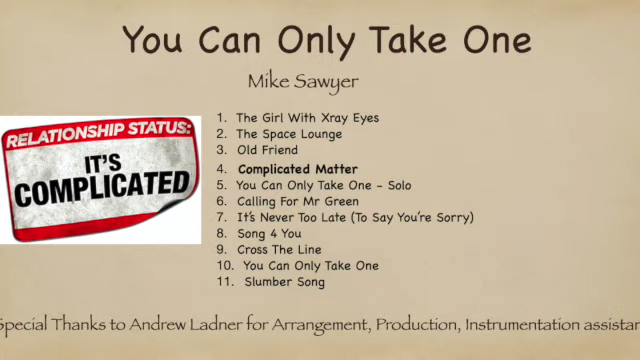 You Can Only Take One
Mike Sawyer
RELATIONSHIP STATUS:
IT'S
COMPLICATED
1. The Girl With Xray Eyes
2. The Space Lounge
3. Old Friend
4. Complicated Matter
5. You Can Only Take One - Solo
6. Calling For Mr Green
7. It's Never Too Late (To Say You're Sorry)
8. Song 4 You
9. Cross The Line
10. You Can Only Take One
11. Slumber Song
Special Thanks to Andrew Ladner for Arrangement, Production, Instrumentation